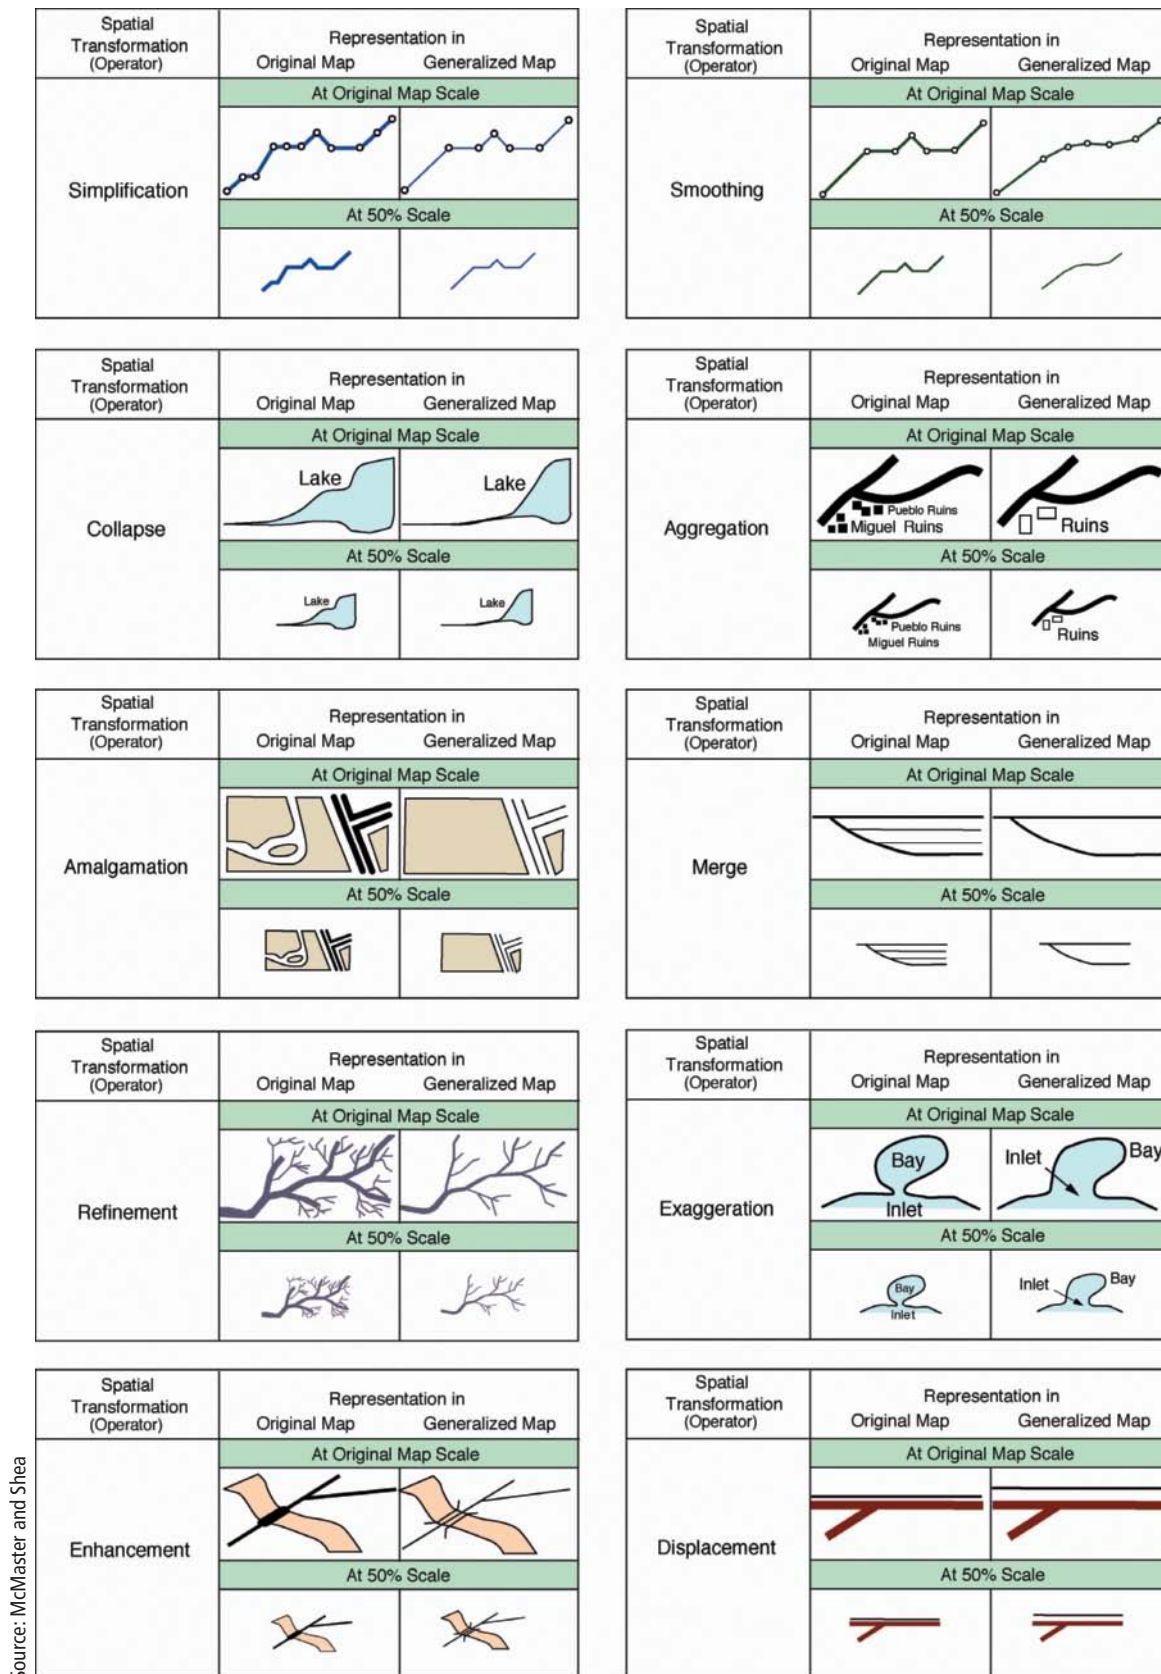 Spatial
Transformation
(Operator)
Representation in
Original Map Generalized Map
At Original Map Scale
Simplification
At 50% Scale
Spatial
Transformation
(Operator)
Representation in
Original Map Generalized Map
At Original Map Scale
Smoothing
At 50% Scale
Spatial
Transformation
(Operator)
Representation in
Original Map Generalized Map
At Original Map Scale
Lake
Lake
Collapse
At 50% Scale
Lake
Lake
Spatial
Transformation
(Operator)
Representation in
Original Map Generalized Map
At Original Map Scale
Pueblo Ruins
Miguel Ruins
Ruins
Aggregation
At 50% Scale
Pueblo Ruins
Miguel Ruins
Ruins
Spatial
Transformation
(Operator)
Representation in
Original Map Generalized Map
At Original Map Scale
Amalgamation
At 50% Scale
Spatial
Transformation
(Operator)
Representation in
Original Map Generalized Map
At Original Map Scale
Merge
At 50% Scale
Spatial
Transformation
(Operator)
Representation in
Original Map Generalized Map
At Original Map Scale
Refinement
At 50% Scale
Spatial
Transformation
(Operator)
Representation in
Original Map Generalized Map
At Original Map Scale
Bay
Inlet
Inlet
Bay
Exaggeration
At 50% Scale
Bay
Inlet
Inlet
Bay
Spatial
Transformation
(Operator)
Representation in
Original Map Generalized Map
At Original Map Scale
Enhancement
At 50% Scale
Spatial
Transformation
(Operator)
Representation in
Original Map Generalized Map
At Original Map Scale
Displacement
At 50% Scale
Source: McMaster and Shea